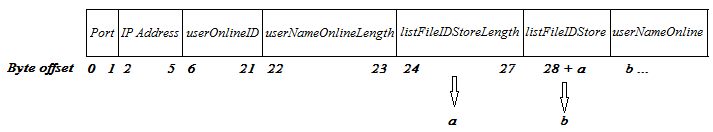 Port IP Address userOnlineID userNameOnlineLength listFileIDStoreLength listFileIDStore userNameOnline
Byte offset 0 1 2 5 6 21 22 23 24 27 28 + a b ...
a b